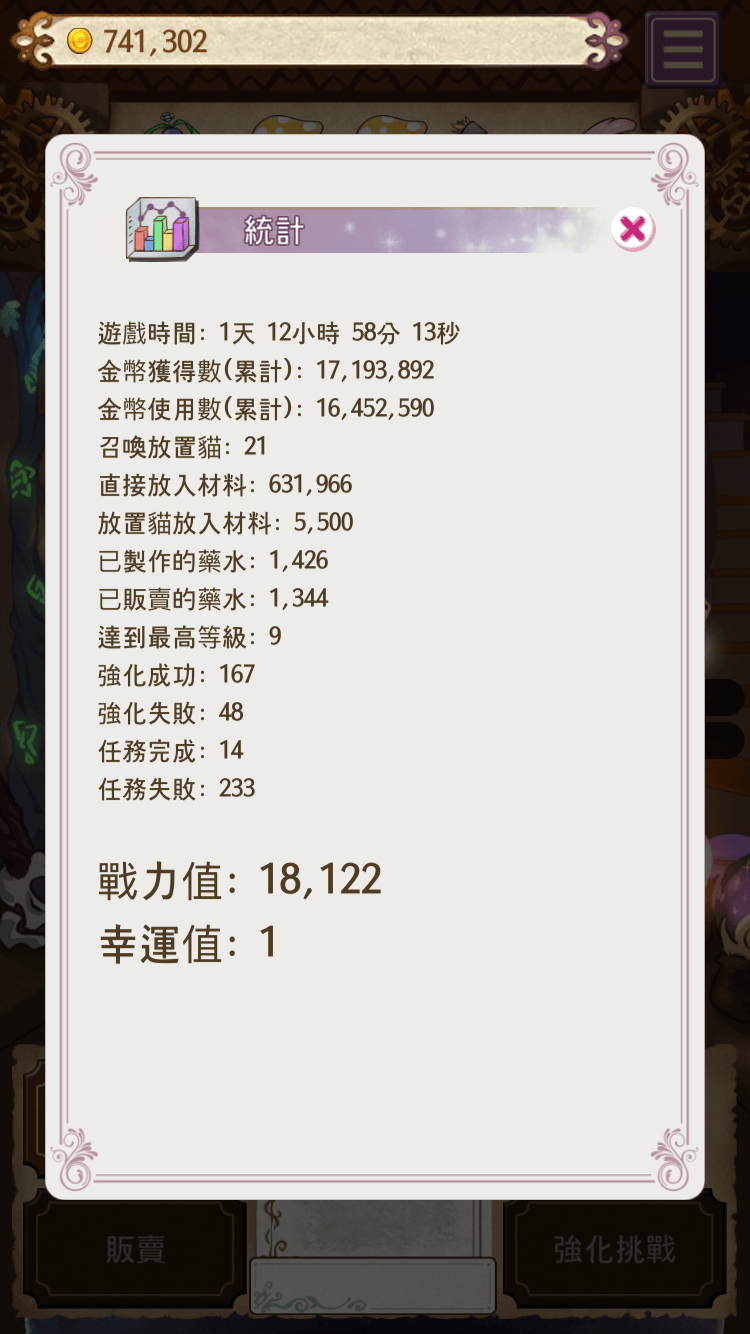 741,302
統計
遊戲時間: 1天 12小時 58分 13秒
金幣獲得數(累計): 17,193,892
金幣使用數(累計): 16,452,590
召喚放置貓: 21
直接放入材料: 631,966
放置貓放入材料: 5,500
已製作的藥水: 1,426
已販賣的藥水: 1,344
達到最高等級: 9
強化成功: 167
強化失敗: 48
任務完成: 14
任務失敗: 233
戰力值: 18,122
幸運值: 1
販賣
強化挑戰